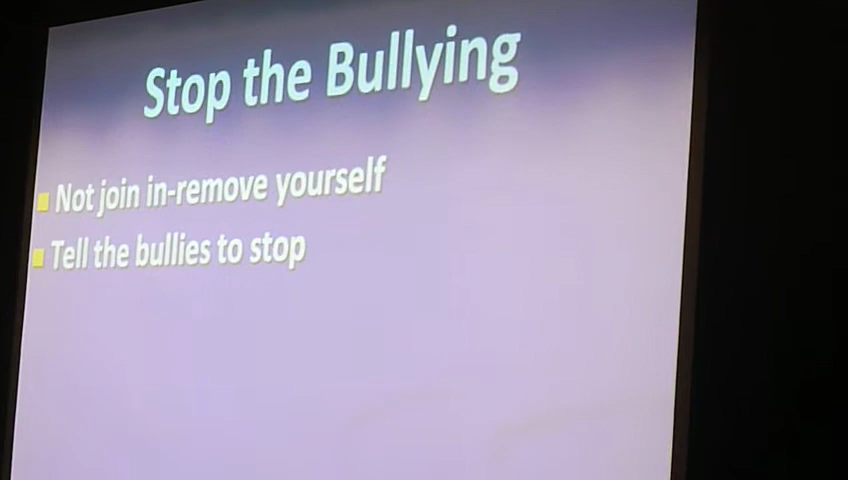 Stop the Bullying
Not join in-remove yourself
Tell the bullies to stop